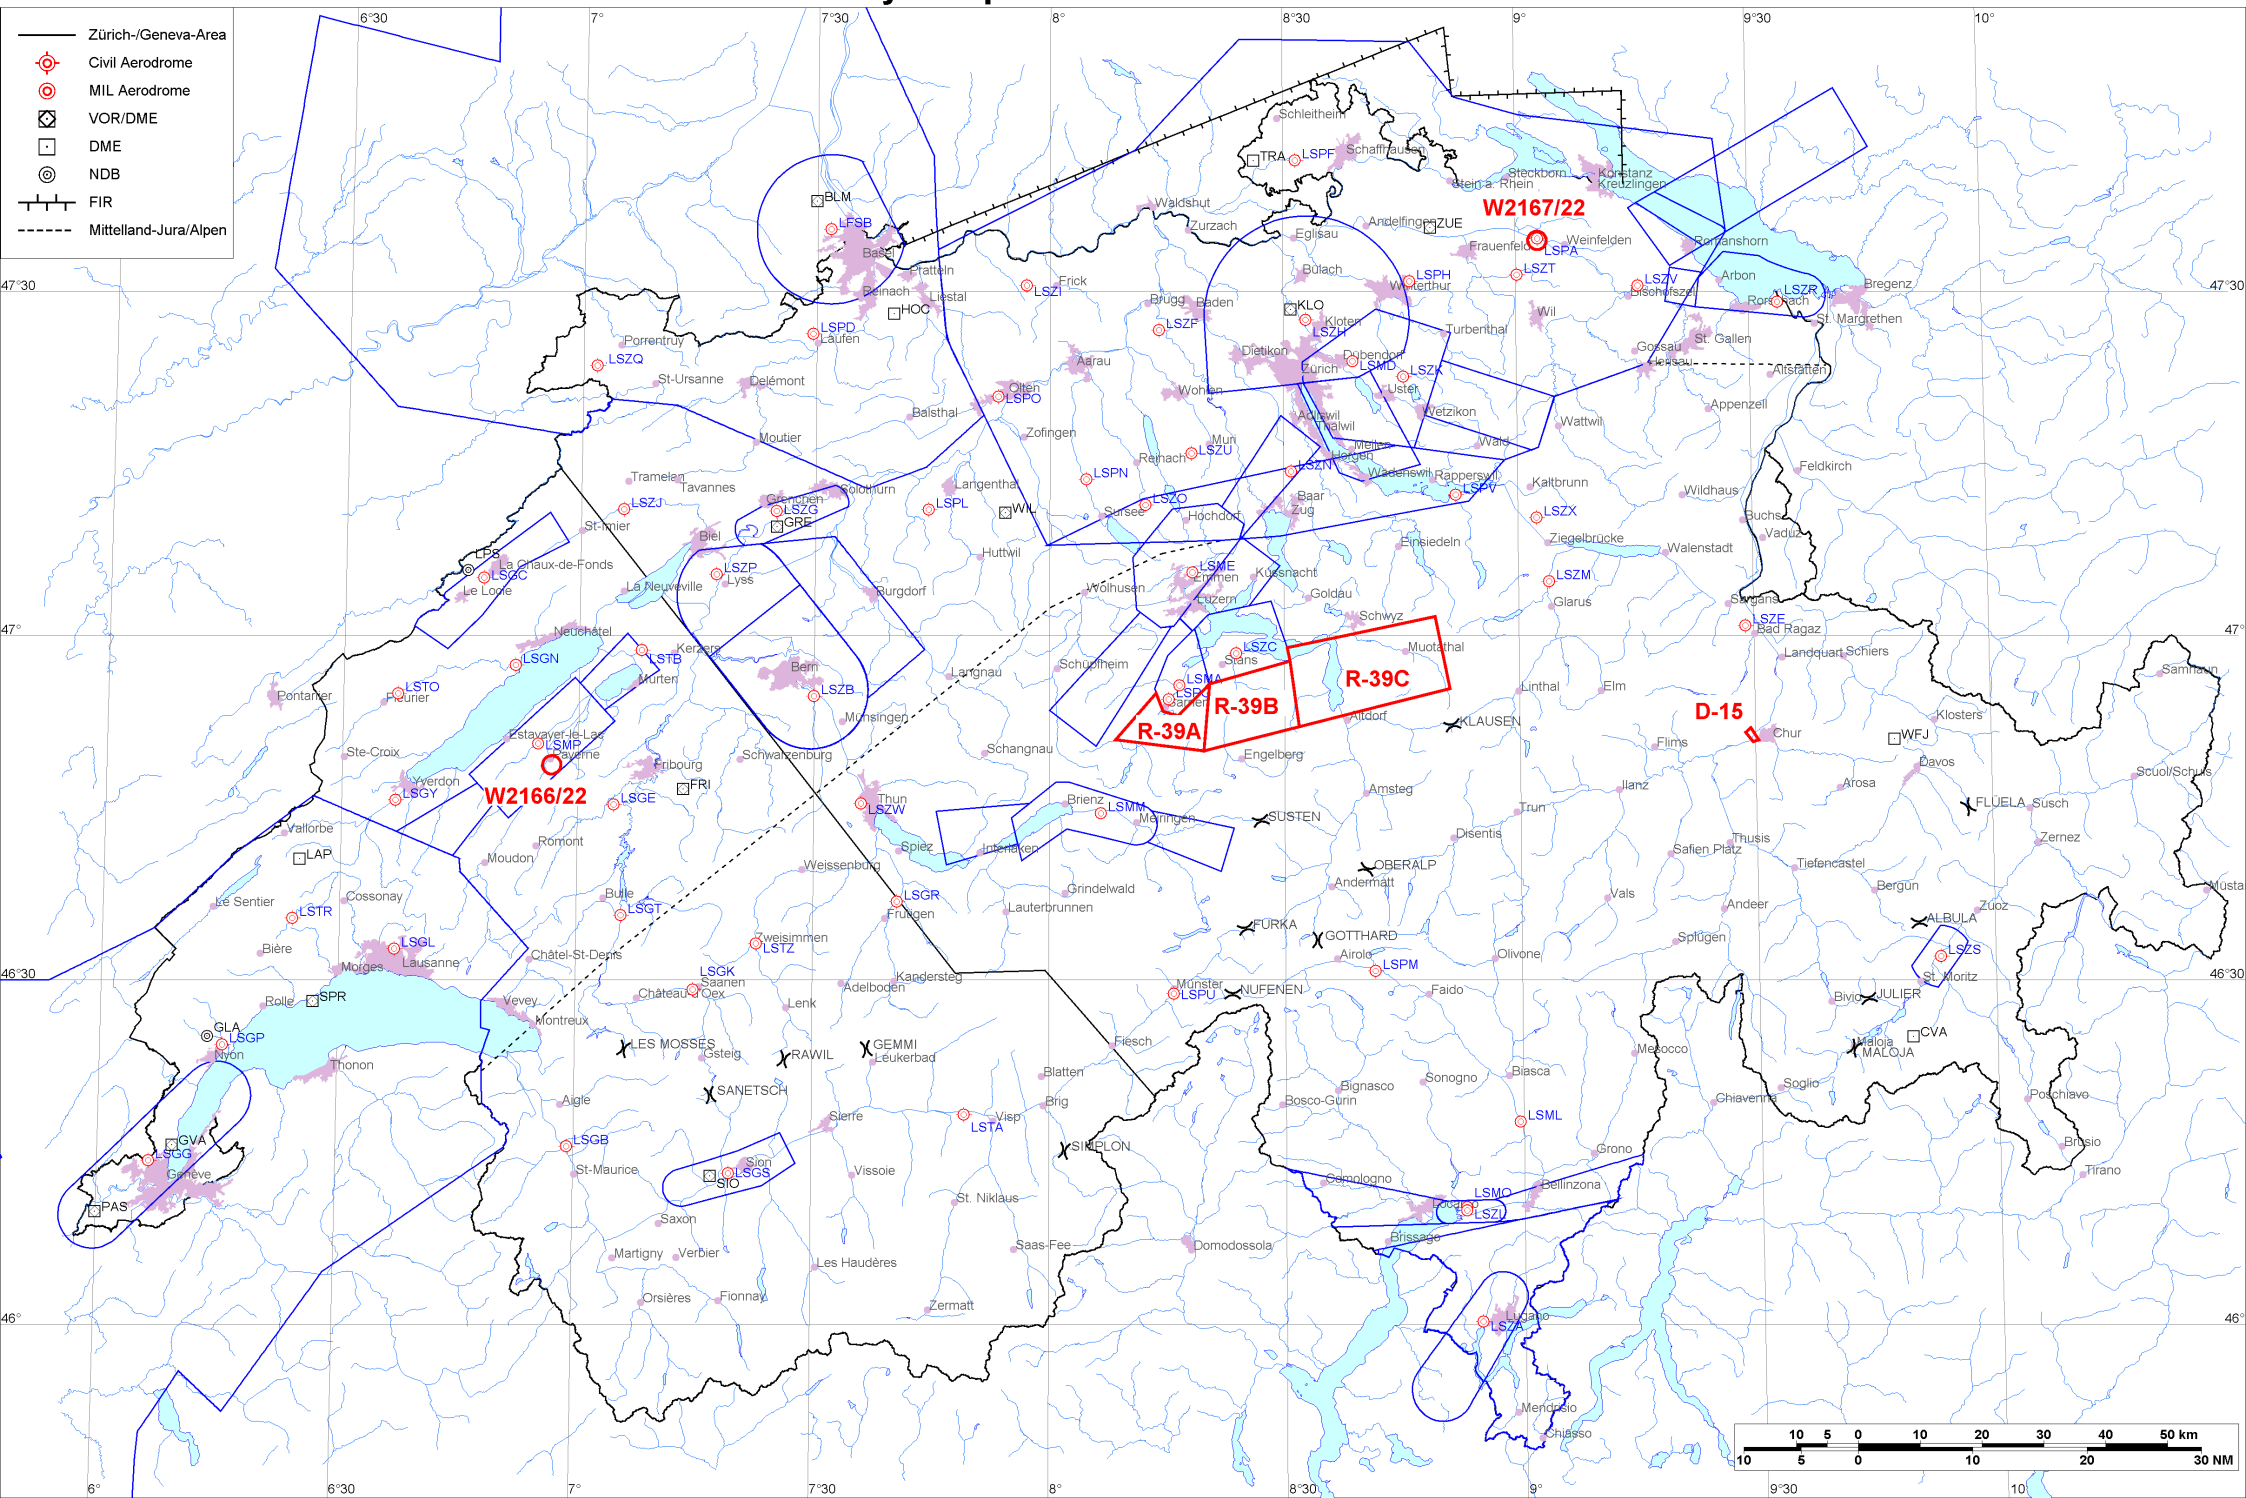 6°30
7°
7°30
8°
8°30
9°
9°30
10°
Zürich-/Geneva-Area
Civil Aerodrome
MIL Aerodrome
VOR/DME
DME
NDB
FIR
Mittelland-Jura/Alpen
Schleitheim
TRA
LSPF
Schaffhausen
Steckborn
Stein a. Rhein
Konstanz
Kreuzlingen
BLM
LFSB
Basel
Waldshut
Zurzach
Eglisau
Andelfingen
ZUE
W2167/22
Frauenfeld
Weinfelden
LSPA
Romanshorn
Pratteln
Reinach
Liestal
HOC
LSZI
Frick
Bülach
LSPH
Winterthur
LSZT
LSZV
Bischofszell
Arbon
LSZR
Rorschach
Bregenz
St. Margrethen
47°30
47°30
LSPD
Laufen
Brugg
Baden
LSZF
KLO
Kloten
LSZH
Wil
Turbenthal
Porrentruy
LSZQ
St-Ursanne
Delémont
Aarau
Dietikon
Zürich
Dübendorf
LSMD
LSZK
Uster
Gossau
Herisau
St. Gallen
Altstätten
Olten
LSPO
Balsthal
Wohlen
Adliswil
Thalwil
Wetzikon
Wattwil
Appenzell
Moutier
Zofingen
Muri
LSZU
Reinach
Meilen
Horgen
Wald
LSZN
Wädenswil
Rapperswil
LSPV
Kaltbrunn
Feldkirch
Wildhaus
Tramelan
Tavannes
LSZJ
Grenchen
Solothurn
LSZG
GRE
Langenthal
LSPL
WIL
LSPN
LSZO
Sursee
Hochdorf
Baar
Zug
LSZX
Buchs
Vaduz
St-Imier
Biel
Huttwil
Einsiedeln
Ziegelbrücke
Walenstadt
LPS
La Chaux-de-Fonds
LSGC
Le Locle
LSZP
Lyss
La Neuveville
Burgdorf
Wolhusen
LSME
Emmen
Küssnacht
Luzern
Goldau
LSZM
Glarus
Sargans
LSZE
Bad Ragaz
Schwyz
47°
47°
Neuchâtel
LSGN
LSTB
Kerzers
Murten
Bern
LSZB
Langnau
Schüpfheim
LSZC
Stans
Muotathal
Landquart
Schiers
Samnaun
Pontarlier
LSTO
Fleurier
LSMA
LSPG
Sarnen
R-39A
R-39B
R-39C
Altdorf
Linthal
Elm
KLAUSEN
D-15
Chur
Klosters
WFJ
Münsingen
Ste-Croix
Estavayer-le-Lac
LSMP
Payerne
Schwarzenburg
Schangnau
Engelberg
Flims
Davos
Yverdon
LSGY
W2166/22
Fribourg
FRI
LSGE
Thun
LSZW
Brienz
LSMM
Meiringen
SUSTEN
Amsteg
Trun
Ilanz
Arosa
FLUELA
Susch
Scuol/Schuls
Vallorbe
LAP
Romont
Moudon
Spiez
Interlaken
Disentis
Thusis
Safien Platz
Zernez
Weissenburg
OBERALP
Andermatt
Tiefencastel
Bergün
Le Sentier
Cossonay
LSTR
Bulle
LSGT
LSGR
Frutigen
Grindelwald
Lauterbrunnen
FURKA
GOTTHARD
Vals
Andeer
Zuoz
ALBULA
Müsta
Bière
LSGL
Lausanne
Morges
Châtel-St-Denis
Zweisimmen
LSTZ
Airolo
LSPM
Olivone
Splügen
LSZS
St. Moritz
46°30
46°30
LSGK
Saanen
Château d'Oex
Kandersteg
Adelboden
Münster
LSPU
NUFENEN
Faido
Bivio
JULIER
Rolle
SPR
Vevey
Montreux
Lenk
GLA
LSGP
Nyon
LES MOSSES
Gsteig
RAWIL
GEMMI
Leukerbad
Fiesch
Mesocco
Maloja
MALOJA
CVA
Thonon
Aigle
SANETSCH
Blatten
Brig
Bignasco
Bosco-Gurin
Sonogno
Biasca
Soglio
Chiavenna
Poschiavo
LSML
GVA
LSGG
Genève
LSGB
Sierre
LSTA
Visp
SIMPLON
Grono
Brusio
Tirano
St-Maurice
Sion
LSGS
SIO
Vissoie
St. Niklaus
Comologno
LSMO
Locarno
LSZL
Bellinzona
PAS
Saxon
Martigny
Verbier
Saas-Fee
Domodossola
Brissago
Les Haudères
Orsières
Fionnay
Zermatt
Lugano
LSZA
46°
46°
Mendrisio
Chiasso
10 5 0 10 20 30 40 50 km
10 5 0 10 20 30 NM
6°
6°30
7°
7°30
8°
8°30
9°
9°30
10